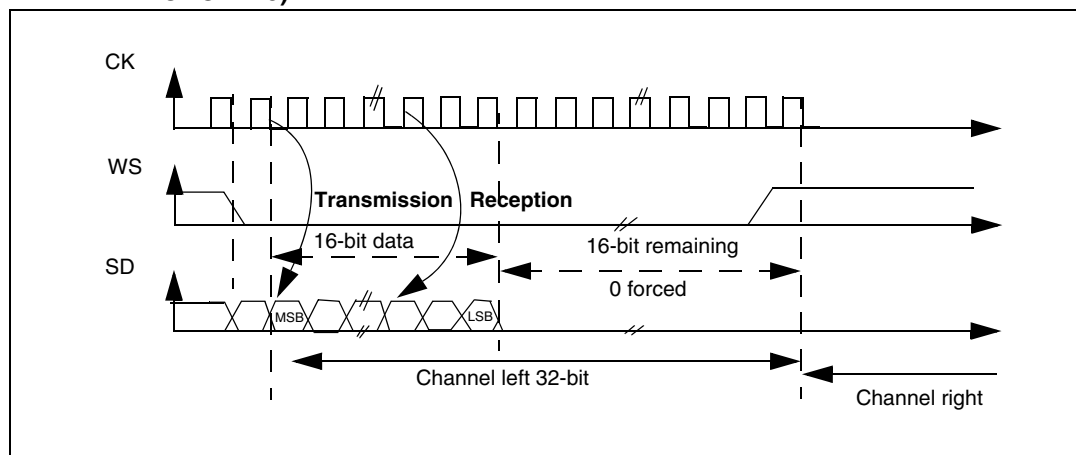 CK
WS
Transmission Reception
16-bit data
16-bit remaining
SD
0 forced
MSB
LSB
Channel left 32-bit
Channel right